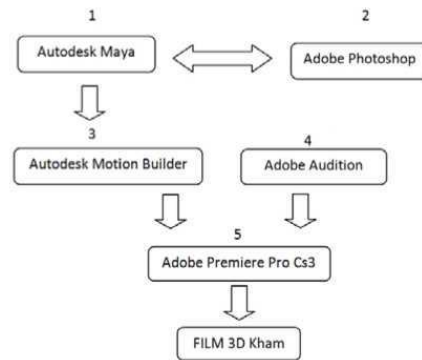 1
2
Autodesk Maya
Adobe Photoshop
3
4
Autodesk Motion Builder
Adobe Audition
5
Adobe Premiere Pro Cs3
FILM 3D Kham